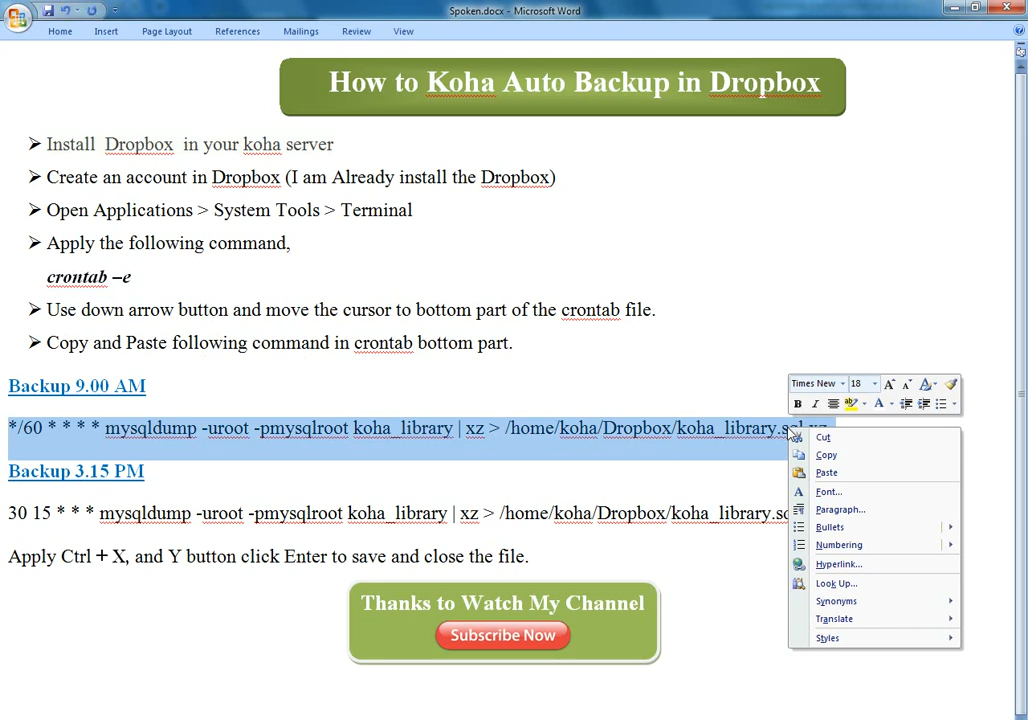 Spoken.docx - Microsoft Word
Home Insert Page Layout References Mailings Review View
How to Koha Auto Backup in Dropbox
Install Dropbox in your koha server
Create an account in Dropbox (I am Already install the Dropbox)
Open Applications > System Tools > Terminal
Apply the following command,
crontab –e
Use down arrow button and move the cursor to bottom part of the crontab file.
Copy and Paste following command in crontab bottom part.
Backup 9.00 AM
Times New 18
*/60 * * * * mysqldump -uroot -pmysqlroot koha_library | xz > /home/koha/Dropbox/koha_library.sql.xz
Cut
Copy
Paste
Font...
Paragraph...
Bullets
Numbering
Hyperlink...
Look Up...
Synonyms
Translate
Styles
Backup 3.15 PM
30 15 * * * mysqldump -uroot -pmysqlroot koha_library | xz > /home/koha/Dropbox/koha_library.s
Apply Ctrl + X, and Y button click Enter to save and close the file.
Thanks to Watch My Channel
Subscribe Now